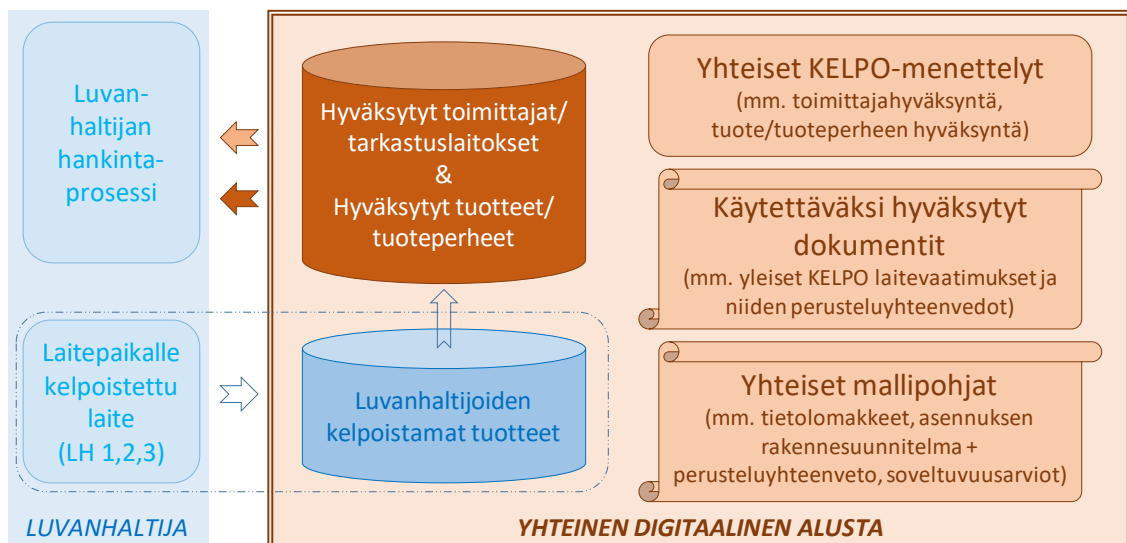 Luvan-
haltijan
hankinta-
prosessi
Laitepaikalle
kelpoistettu
laite
(LH 1,2,3)
LUVANHALTIJA
Hyväksytyt toimittajat/
tarkastuslaitokset
&
Hyväksytyt tuotteet/
tuoteperheet
Luvanhaltijoiden
kelpoistamat tuotteet
Yhteiset KELPO-menettelyt
(mm. toimittajahyväksyntä,
tuote/tuoteperheen hyväksyntä)
Käytettäväksi hyväksytyt
dokumentit
(mm. yleiset KELPO laitevaatimukset ja
niiden perusteluyhteenvedot)
Yhteiset mallipohjat
(mm. tietolomakkeet, asennuksen
rakennesuunnitelma +
perusteluyhteenveto, soveltuvuusarviot)
YHTEINEN DIGITAALINEN ALUSTA